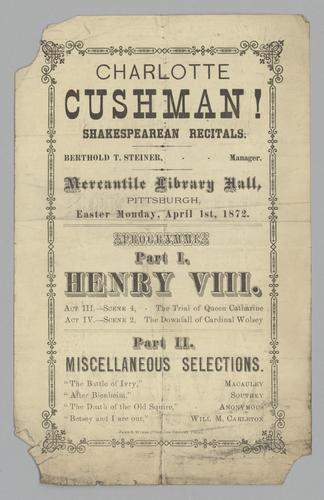 CHARLOTTE
CUSHMAN!
SHAKESPEAREAN RECITALS.
BERTHOLD T. STEINER, - - Manager.
Mercantile Library Hall,
PITTSBURGH,
Easter Monday, April 1st, 1872.
PROGRAMME.
Part I.
HENRY VIII.
ACT III.—SCENE 4, - The Trial of Queen Catharine
ACT IV.—SCENE 2, The Downfall of Cardinal Wolsey
Part II.
MISCELLANEOUS SELECTIONS.
"The Battle of Ivry," MACAULEY
"After Blenheim," SOUTHEY
"The Death of the Old Squire," ANONYMOUS
"Betsey and I are out," WILL M. CARLETON